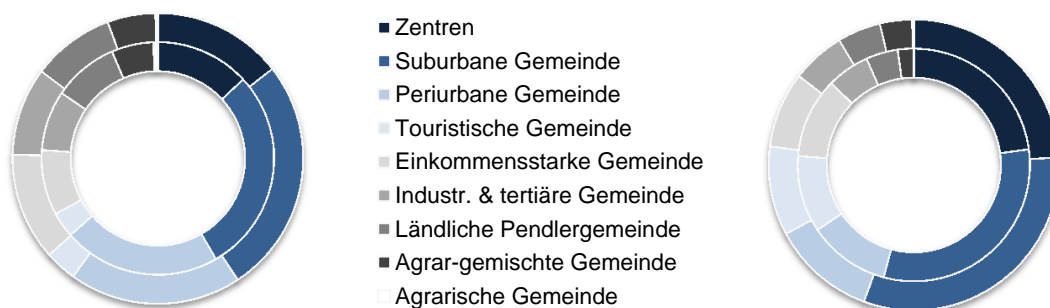 Zentren
Suburbane Gemeinde
Periurbane Gemeinde
Touristische Gemeinde
Einkommensstarke Gemeinde
Industr. & tertiäre Gemeinde
Ländliche Pendlergemeinde
Agrar-gemischte Gemeinde
Agrarische Gemeinde